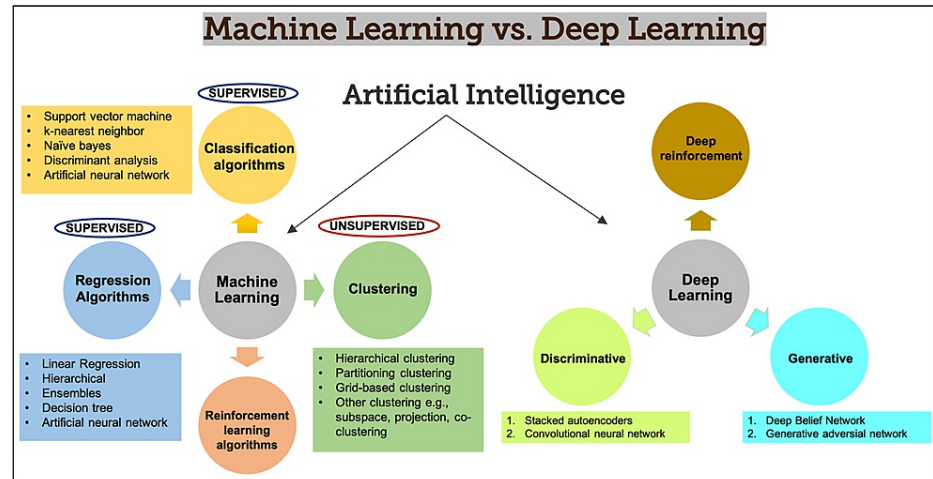 Machine Learning vs. Deep Learning
Artificial Intelligence
SUPERVISED
Classification
algorithms
• Support vector machine
• k-nearest neighbor
• Naïve bayes
• Discriminant analysis
• Artificial neural network
SUPERVISED
Regression
Algorithms
• Linear Regression
• Hierarchical
• Ensembles
• Decision tree
• Artificial neural network
Machine
Learning
UNSUPERVISED
Clustering
• Hierarchical clustering
• Partitioning clustering
• Grid-based clustering
• Other clustering e.g.,
subspace, projection, co-
clustering
Reinforcement
learning
algorithms
Deep
reinforcement
Deep
Learning
Discriminative
1. Stacked autoencoders
2. Convolutional neural network
Generative
1. Deep Belief Network
2. Generative adversial network